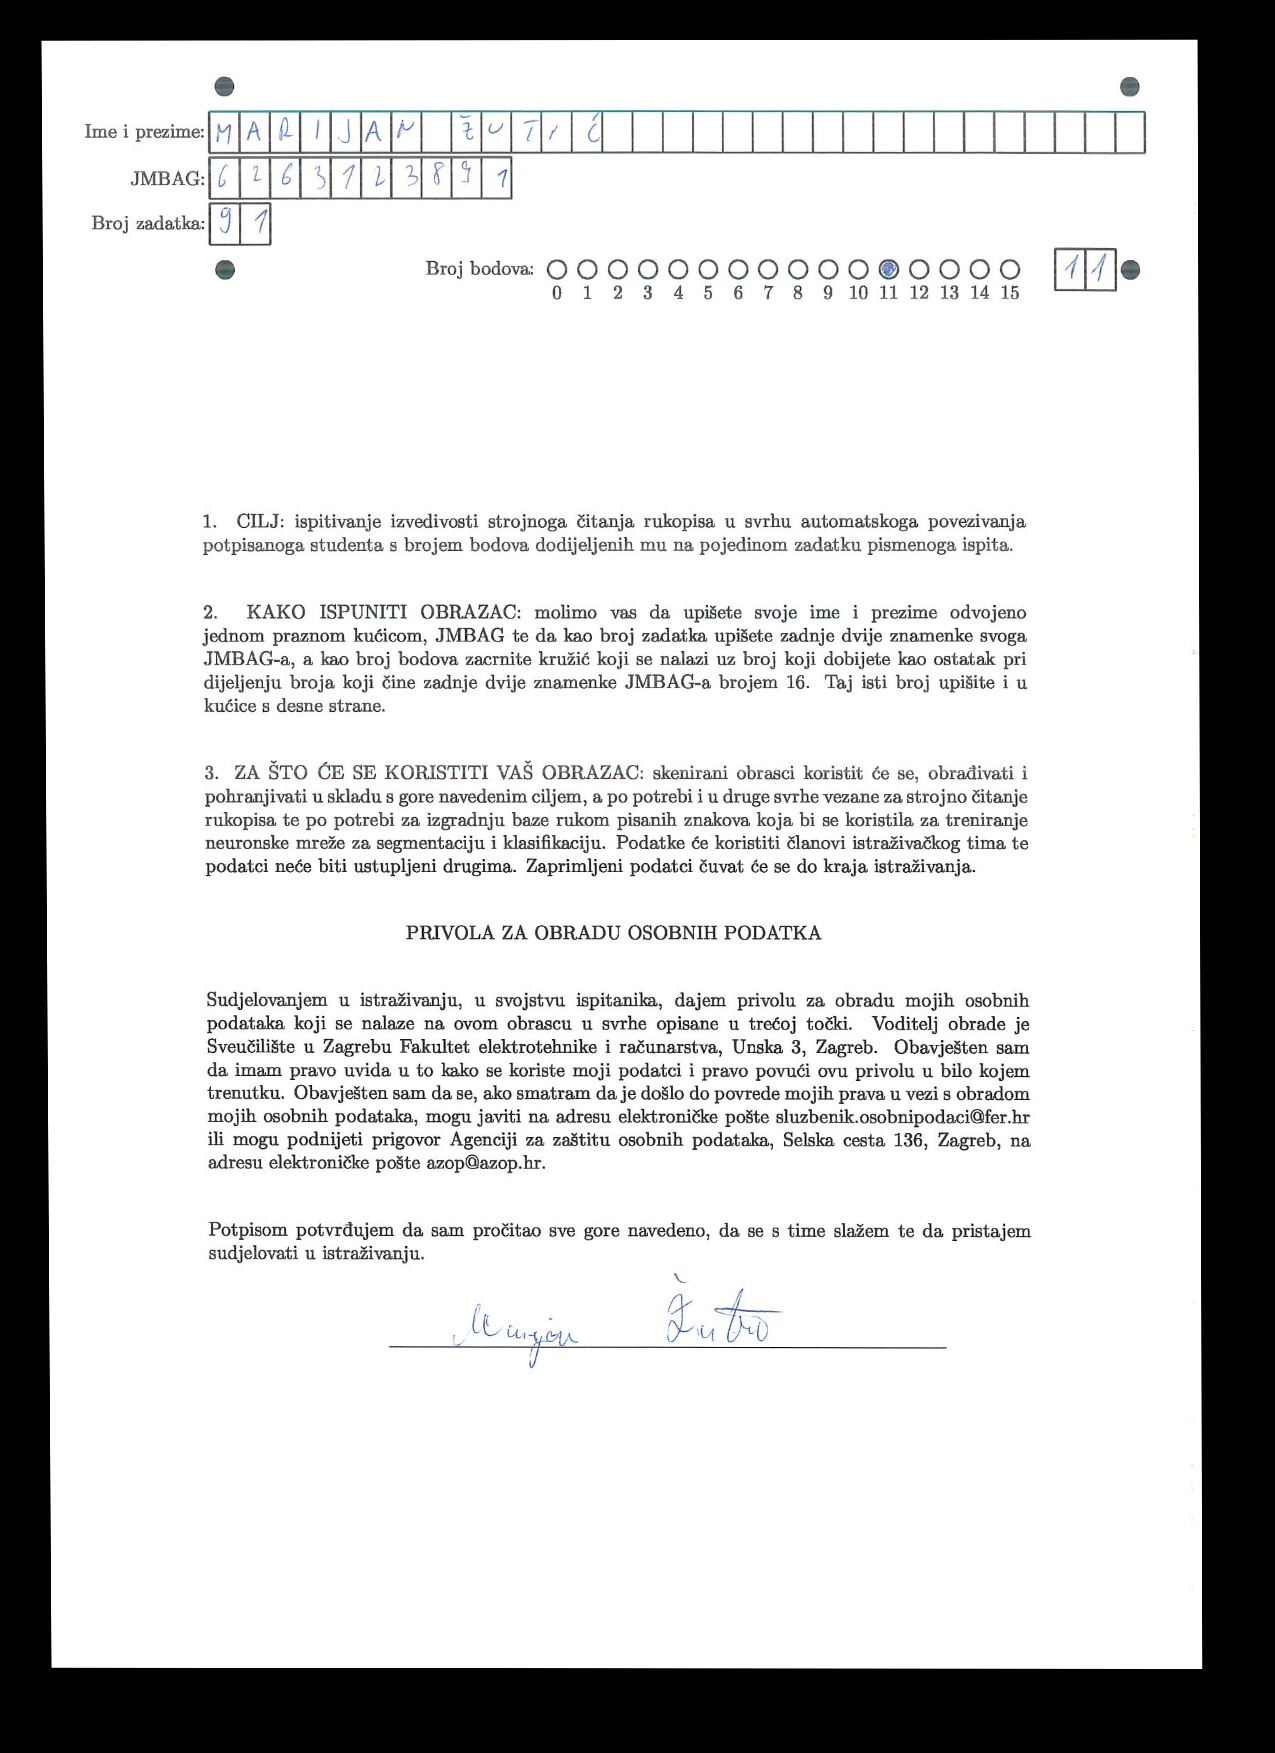 Ime i prezime: MARIJAN ŽUTIĆ
JMBAG: 6263123891
Broj zadatka: 91
Broj bodova: 11
0 1 2 3 4 5 6 7 8 9 10 11 12 13 14 15
1. CILJ: ispitivanje izvedivosti strojnoga čitanja rukopisa u svrhu automatskoga povezivanja
potpisanoga studenta s brojem bodova dodijeljenih mu na pojedinom zadatku pismenoga ispita.
2. KAKO ISPUNITI OBRAZAC: molimo vas da upišete svoje ime i prezime odvojeno
jednom praznom kućicom, JMBAG te da kao broj zadatka upišete zadnje dvije znamenke svoga
JMBAG-a, a kao broj bodova zacrnite kružić koji se nalazi uz broj koji dobijete kao ostatak pri
dijeljenju broja koji čine zadnje dvije znamenke JMBAG-a brojem 16. Taj isti broj upišite i u
kućice s desne strane.
3. ZA ŠTO ĆE SE KORISTITI VAŠ OBRAZAC: skenirani obrasci koristit će se, obrađivati i
pohranjivati u skladu s gore navedenim ciljem, a po potrebi i u druge svrhe vezane za strojno čitanje
rukopisa te po potrebi za izgradnju baze rukom pisanih znakova koja bi se koristila za treniranje
neuronske mreže za segmentaciju i klasifikaciju. Podatke će koristiti članovi istraživačkog tima te
podatci neće biti ustupljeni drugima. Zaprimljeni podatci čuvat će se do kraja istraživanja.
PRIVOLA ZA OBRADU OSOBNIH PODATKA
Sudjelovanjem u istraživanju, u svojstvu ispitanika, dajem privolu za obradu mojih osobnih
podataka koji se nalaze na ovom obrascu u svrhe opisane u trećoj točki. Voditelj obrade je
Sveučilište u Zagrebu Fakultet elektrotehnike i računarstva, Unska 3, Zagreb. Obavješten sam
da imam pravo uvida u to kako se koriste moji podatci i pravo povući ovu privolu u bilo kojem
trenutku. Obavješten sam da se, ako smatram da je došlo do povrede mojih prava u vezi s obradom
mojih osobnih podataka, mogu javiti na adresu elektroničke pošte sluzbenik.osobnipodaci@fer.hr
ili mogu podnijeti prigovor Agenciji za zaštitu osobnih podataka, Selska cesta 136, Zagreb, na
adresu elektroničke pošte azop@azop.hr.
Potpisom potvrđujem da sam pročitao sve gore navedeno, da se s time slažem te da pristajem
sudjelovati u istraživanju.